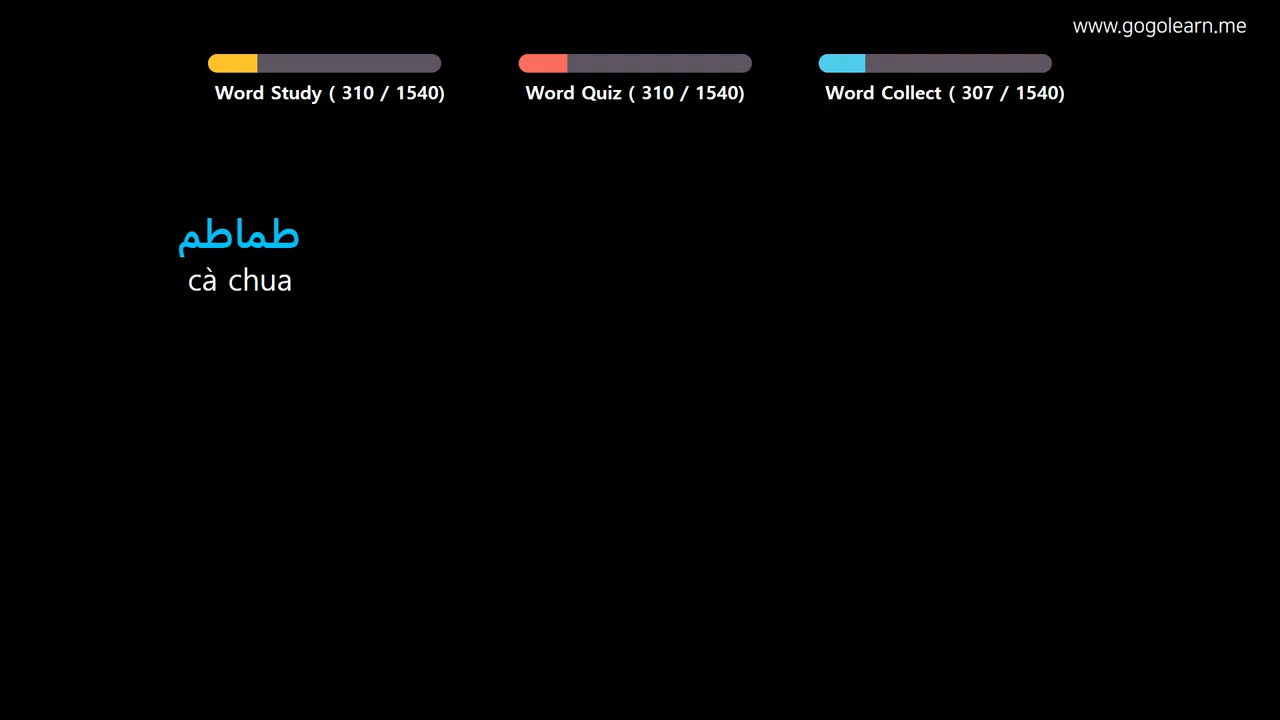 www.gogolearn.me
Word Study ( 310 / 1540)
Word Quiz ( 310 / 1540)
Word Collect ( 307 / 1540)
طماطم
cà chua